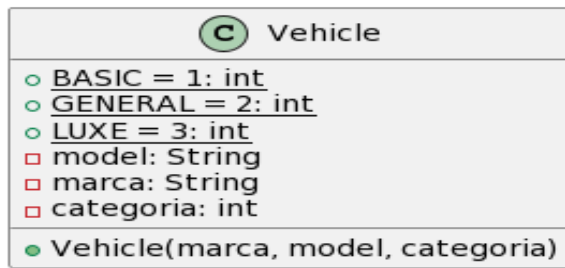 C Vehicle
BASIC = 1: int
GENERAL = 2: int
LUXE = 3: int
model: String
marca: String
categoria: int
Vehicle(marca, model, categoria)